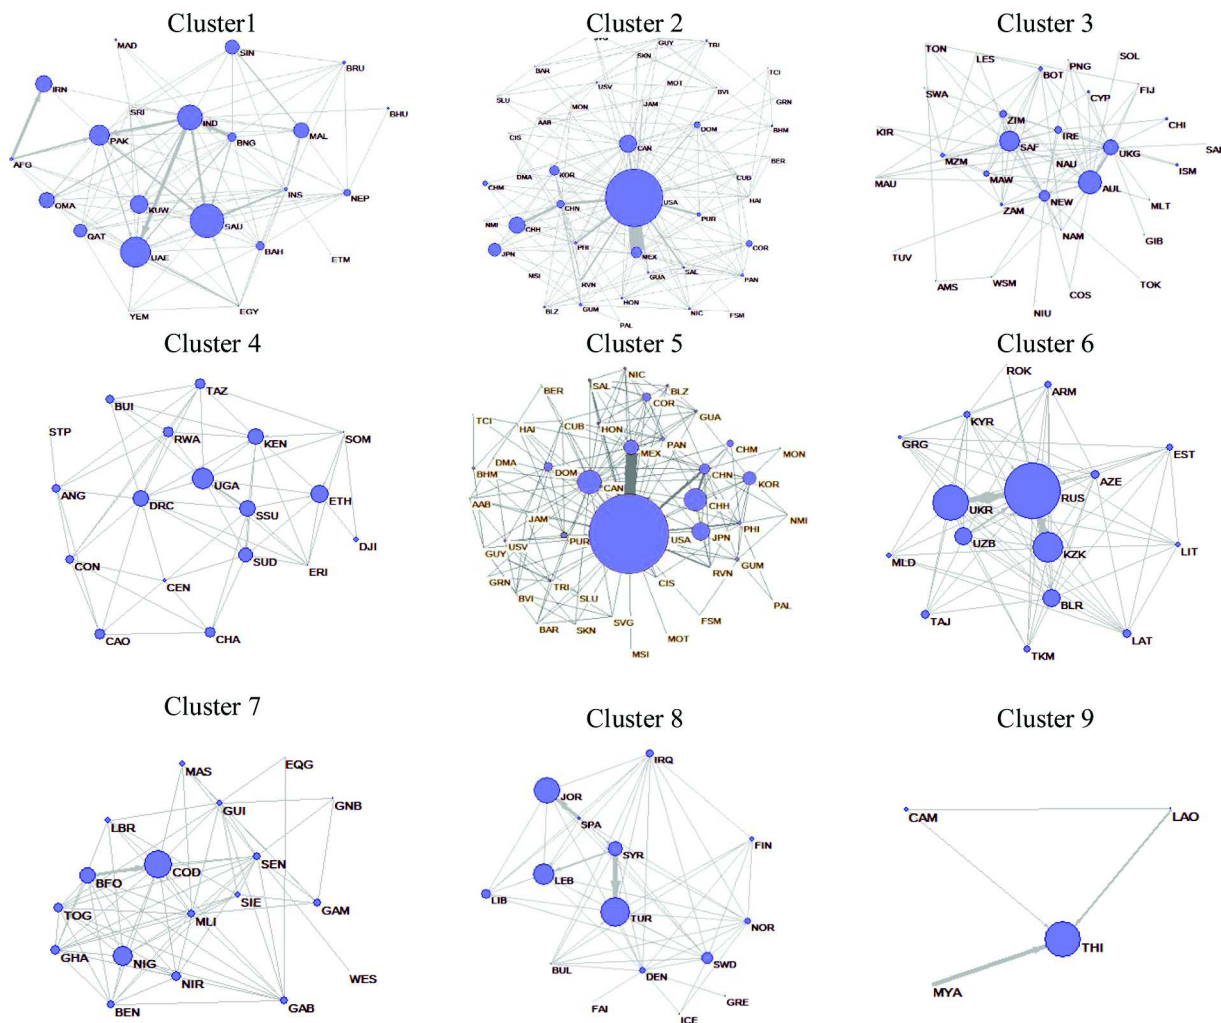 Cluster1
MAD
SIN
BRU
IRN
SRI
IND
BHU
PAK
BNG
MAL
AFG
INS
NEP
OMA
KUW
SAU
QAT
UAE
BAH
ETM
YEM
EGY
Cluster 2
SVG
GUY
TRI
SKN
BAR
TCI
USV
MOT
BVI
SLU
MON
JAM
GRN
AAB
DOM
BHM
CIS
CAN
BER
KOR
DMA
CUB
CHM
USA
HAI
CHN
PUR
NMI
CHH
PHI
COR
JPN
MEX
MSI
GUA
SAL
PAN
RVN
HON
BLZ
GUM
NIC
FSM
PAL
Cluster 3
TON
LES
PNG
SOL
BOT
SWA
CYP
FIJ
ZIM
CHI
KIR
IRE
SAF
UKG
MZM
NAU
ISM
MAU
MAW
AUL
NEW
MLT
ZAM
NAM
GIB
TUV
AMS
WSM
COS
TOK
NIU
Cluster 4
TAZ
BUI
STP
RWA
KEN
SOM
ANG
DRC
UGA
SSU
ETH
DJI
CON
SUD
CEN
ERI
CAO
CHA
Cluster 5
NIC
SAL
BER
BLZ
COR
TCI
GUA
HAI
CUB
HON
PAN
MEX
CHM
MON
DMA
BHM
DOM
CAN
CHN
KOR
AAB
CHH
JAM
PHI
NMI
USV
PUR
USA
JPN
GUY
GUM
GRN
TRI
CIS
RVN
BVI
SLU
PAL
BAR
SKN
SVG
FSM
MOT
MSI
Cluster 6
ROK
ARM
KYR
GRG
EST
AZE
RUS
UKR
UZB
KZK
LIT
MLD
BLR
TAJ
LAT
TKM
Cluster 7
MAS
EQG
GUI
GNB
LBR
SEN
COD
BFO
SIE
GAM
TOG
MLI
GHA
NIG
NIR
WES
BEN
GAB
Cluster 8
IRQ
JOR
SPA
FIN
SYR
LEB
LIB
TUR
NOR
SWD
BUL
DEN
FAI
GRE
ICE
Cluster 9
CAM
LAO
THI
MYA